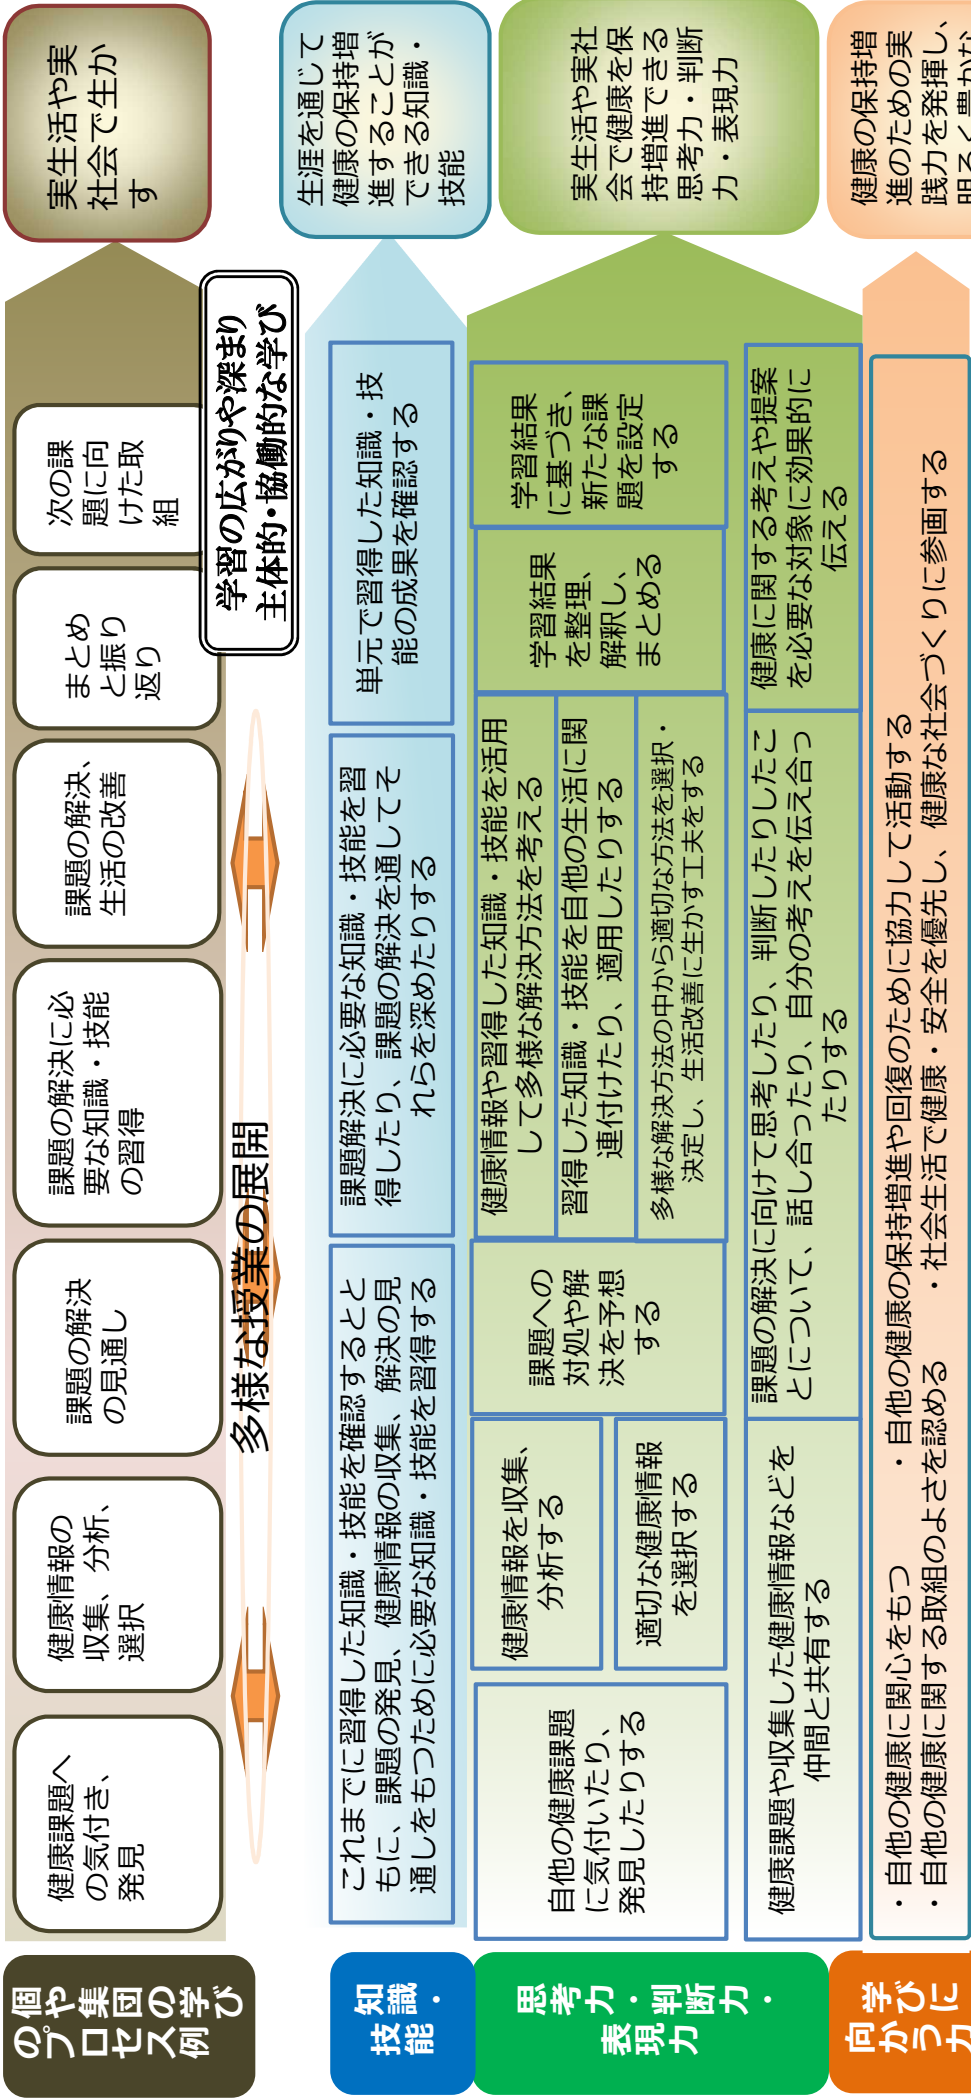 個や集団の学び
のプロセスの例
健康課題へ
の気付き、
発見
健康情報の
収集、分析、
選択
課題の解決
の見通し
課題の解決に必
要な知識・技能
の習得
課題の解決、
生活の改善
まとめ
と振り
返り
次の課
題に向
けた取
組
実生活や実
社会で生か
す
多様な授業の展開
学習の広がりや深まり
主体的・協働的な学び
知識・
技能
これまでに習得した知識・技能を確認するとと
もに、課題の発見、健康情報の収集、解決の見
通しをもつために必要な知識・技能を習得する
課題解決に必要な知識・技能を習
得したり、課題の解決を通してそ
れらを深めたりする
単元で習得した知識・技
能の成果を確認する
生涯を通じて
健康の保持増
進することが
できる知識・
技能
思考力・判断力・
表現力
自他の健康課題
に気付いたり、
発見したりする
健康情報を収集、
分析する
適切な健康情報
を選択する
課題への
対処や解
決を予想
する
健康情報や習得した知識・技能を活用
して多様な解決方法を考える
習得した知識・技能を自他の生活に関
連付けたり、適用したりする
多様な解決方法の中から適切な方法を選択・
決定し、生活改善に生かす工夫をする
学習結果
を整理、
解釈し、
まとめる
学習結果
に基づき、
新たな課
題を設定
する
健康課題や収集した健康情報などを
仲間と共有する
課題の解決に向けて思考したり、判断したりしたこ
とについて、話し合ったり、自分の考えを伝え合っ
たりする
健康に関する考えや提案
を必要な対象に効果的に
伝える
実生活や実社
会で健康を保
持増進できる
思考力・判断
力・表現力
学びに
向かう力
・自他の健康に関心をもつ ・自他の健康の保持増進や回復のために協力して活動する
・自他の健康に関する取組のよさを認める ・社会生活で健康・安全を優先し、健康な社会づくりに参画する
健康の保持増
進のための実
践力を発揮し、
明るく豊かな